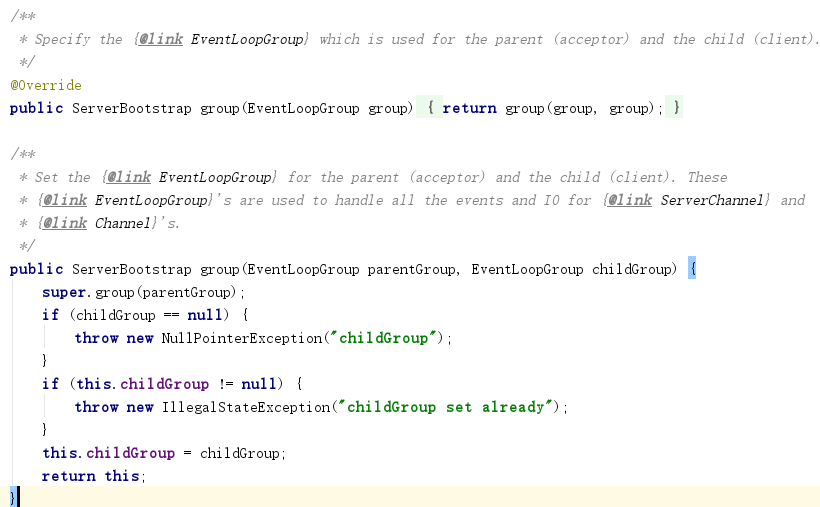 /**
 * Specify the {@link EventLoopGroup} which is used for the parent (acceptor) and the child (client).
 */
@Override
public ServerBootstrap group(EventLoopGroup group) { return group(group, group); }

/**
 * Set the {@link EventLoopGroup} for the parent (acceptor) and the child (client). These
 * {@link EventLoopGroup}'s are used to handle all the events and IO for {@link ServerChannel} and
 * {@link Channel}'s.
 */
public ServerBootstrap group(EventLoopGroup parentGroup, EventLoopGroup childGroup) {
    super.group(parentGroup);
    if (childGroup == null) {
        throw new NullPointerException("childGroup");
    }
    if (this.childGroup != null) {
        throw new IllegalStateException("childGroup set already");
    }
    this.childGroup = childGroup;
    return this;
}